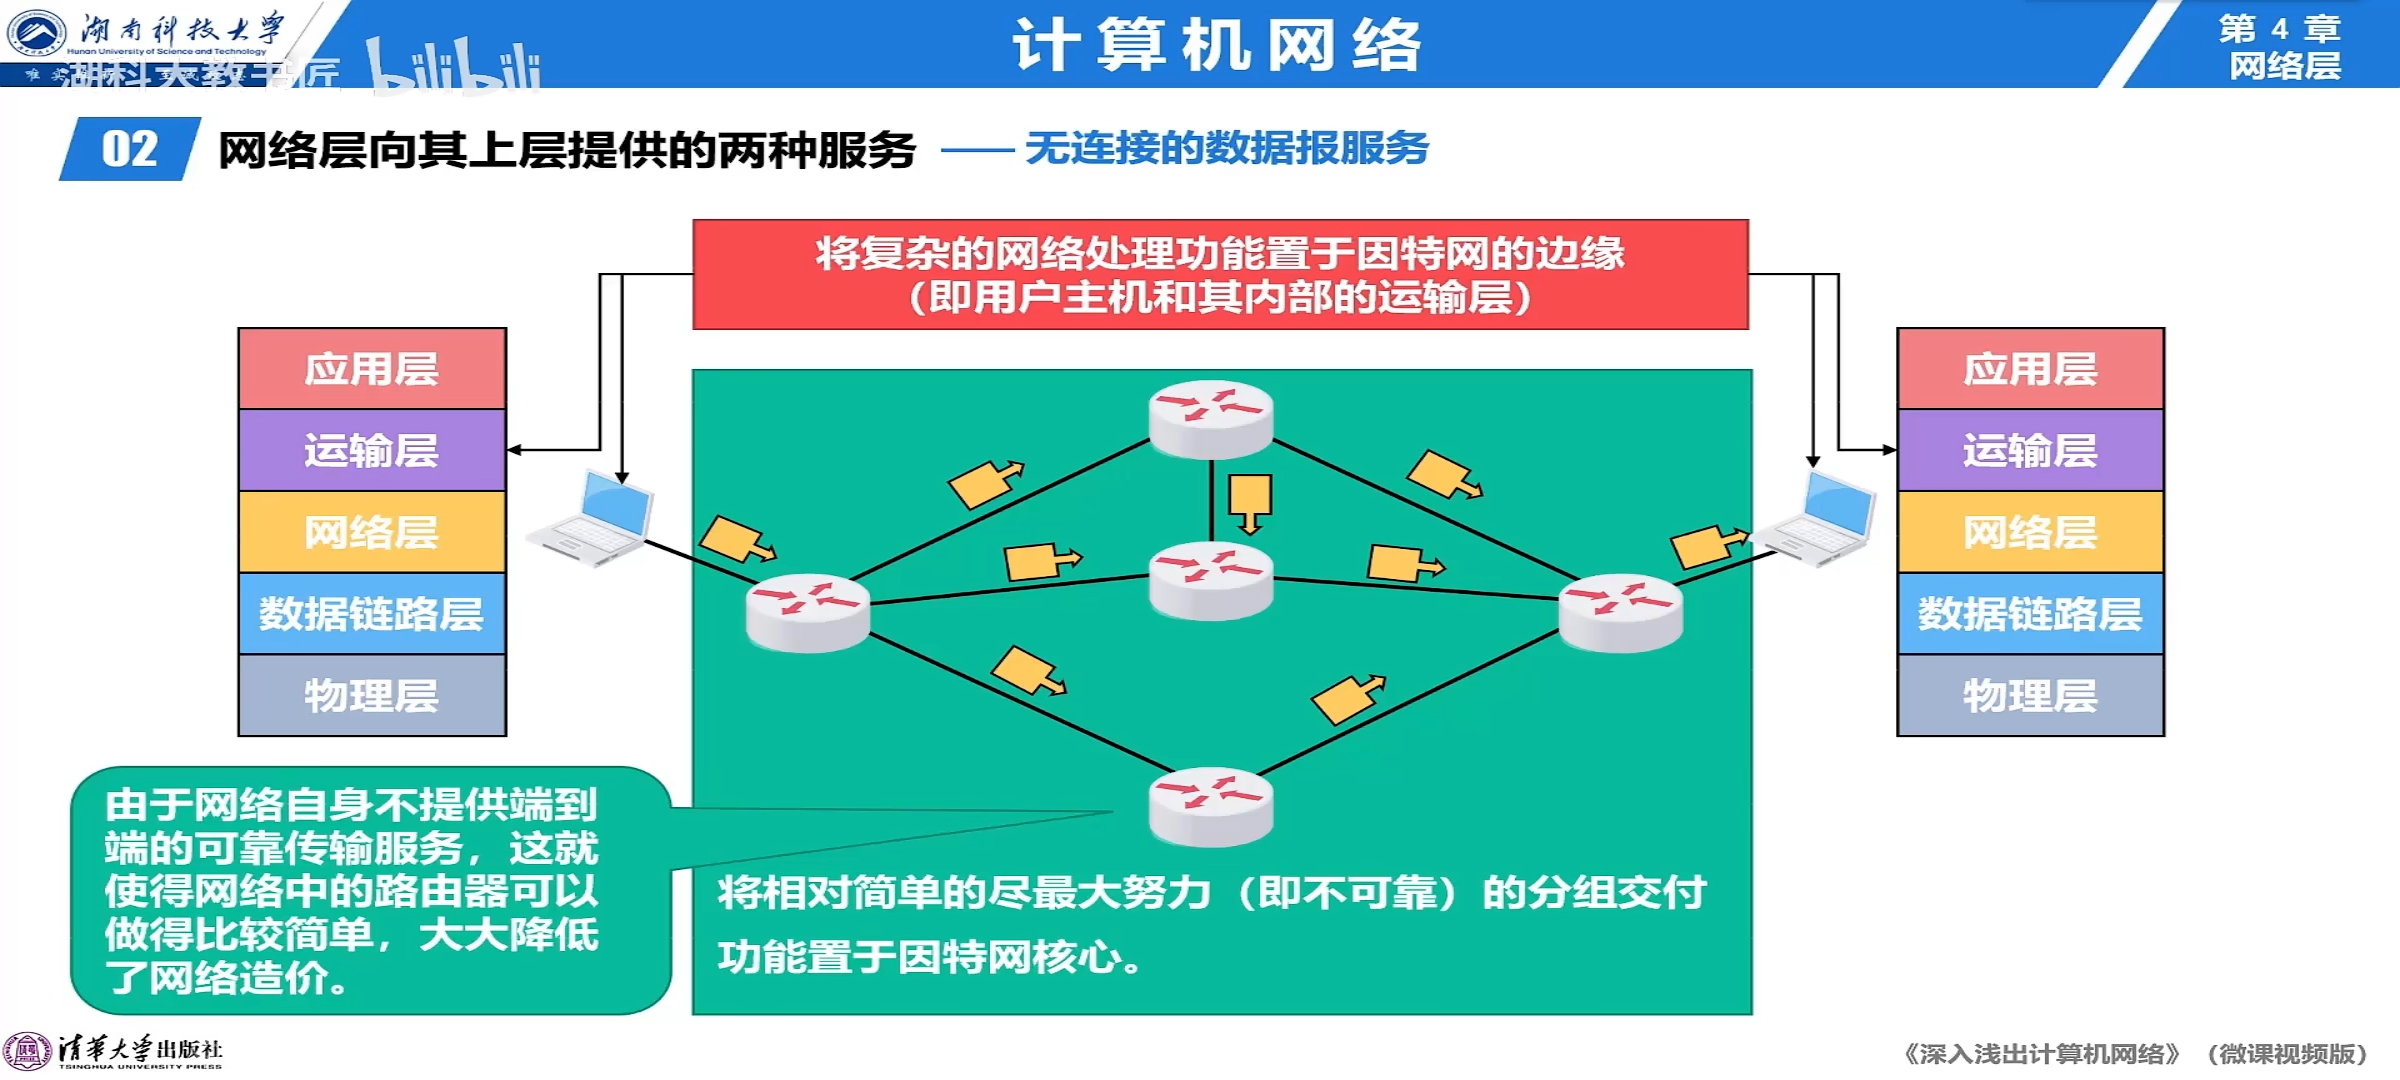 湖南科技大学
Hunan University of Science and Technology
湖科大教书匠 bilibili
计算机网络
第 4 章
网络层
02 网络层向其上层提供的两种服务 —— 无连接的数据报服务
将复杂的网络处理功能置于因特网的边缘
(即用户主机和其内部的运输层)
应用层
运输层
网络层
数据链路层
物理层
应用层
运输层
网络层
数据链路层
物理层
由于网络自身不提供端到
端的可靠传输服务，这就
使得网络中的路由器可以
做得比较简单，大大降低
了网络造价。
将相对简单的尽最大努力（即不可靠）的分组交付
功能置于因特网核心。
清华大学出版社
TSINGHUA UNIVERSITY PRESS
《深入浅出计算机网络》（微课视频版）